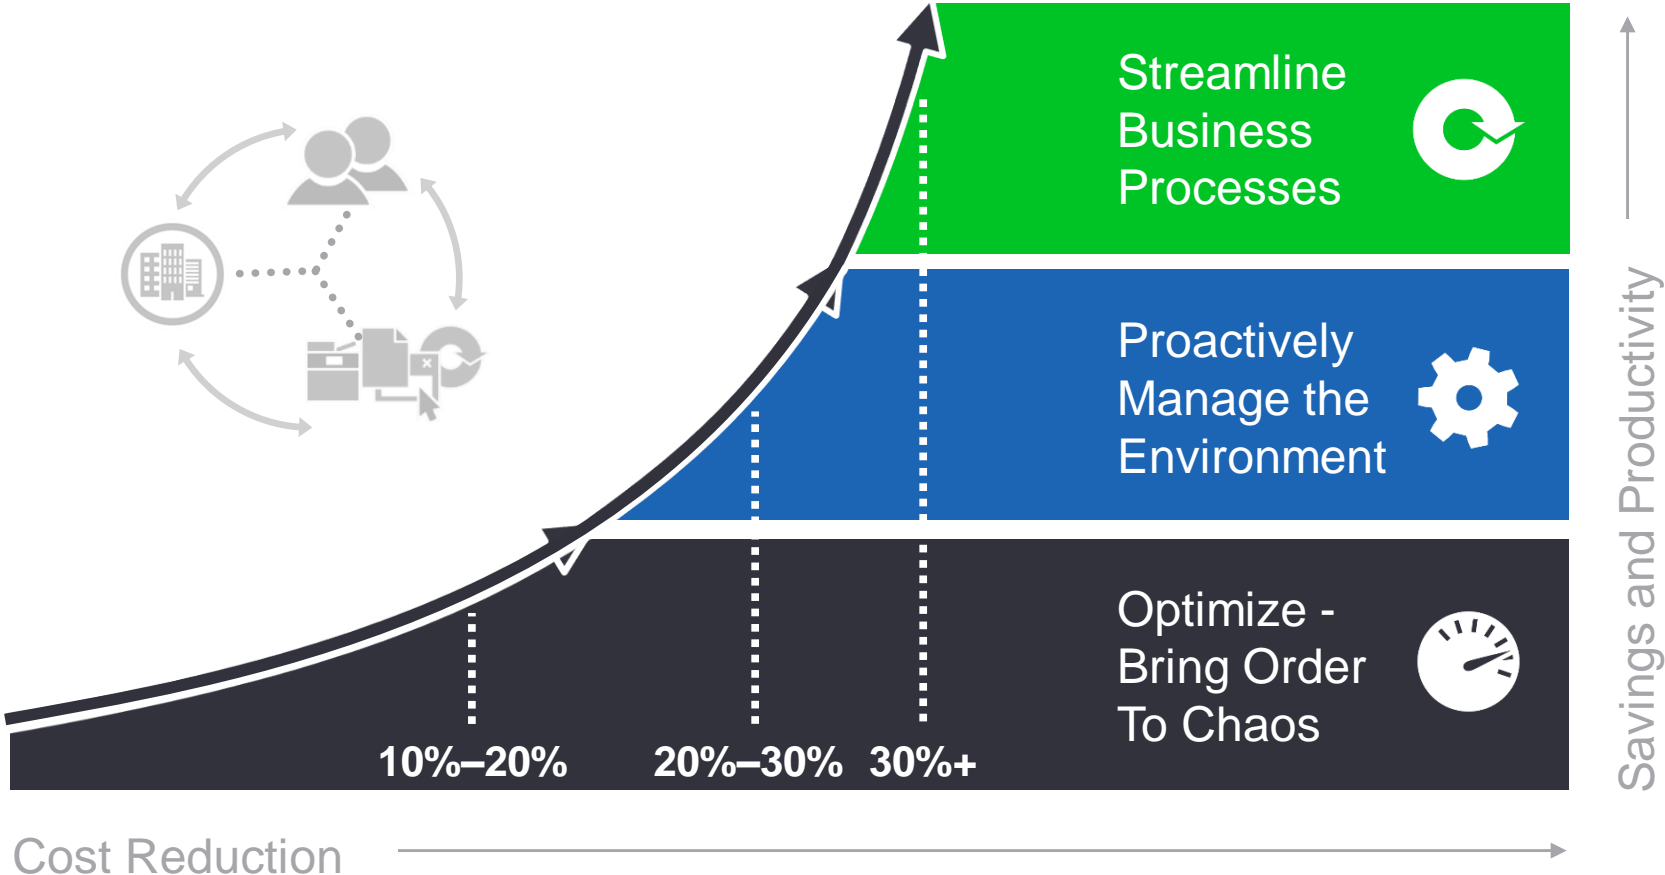 Streamline
Business
Processes
Proactively
Manage the
Environment
Optimize -
Bring Order
To Chaos
10%–20%
20%–30%
30%+
Cost Reduction
Savings and Productivity